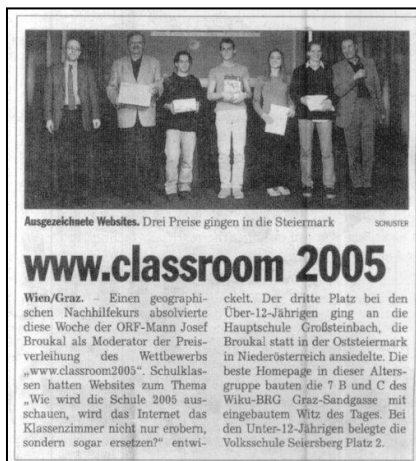 Ausgezeichnete Websites. Drei Preise gingen in die Steiermark
SCHUSTER
www.classroom 2005
Wien/Graz. – Einen geographi-
schen Nachhilfekurs absolvierte
diese Woche der ORF-Mann Josef
Broukal als Moderator der Preis-
verleihung des Wettbewerbs
„www.classroom2005“. Schulklas-
sen hatten Websites zum Thema
„Wie wird die Schule 2005 aus-
schauen, wird das Internet das
Klassenzimmer nicht nur erobern,
sondern sogar ersetzen?“ entwi-
ckelt. Der dritte Platz bei den
Über-12-Jährigen ging an die
Hauptschule Großsteinbach, die
Broukal statt in der Oststeiermark
in Niederösterreich ansiedelte. Die
beste Homepage in dieser Alters-
gruppe bauten die 7 B und C des
Wiku-BRG Graz-Sandgasse mit
eingebautem Witz des Tages. Bei
den Unter-12-Jährigen belegte die
Volksschule Seiersberg Platz 2.